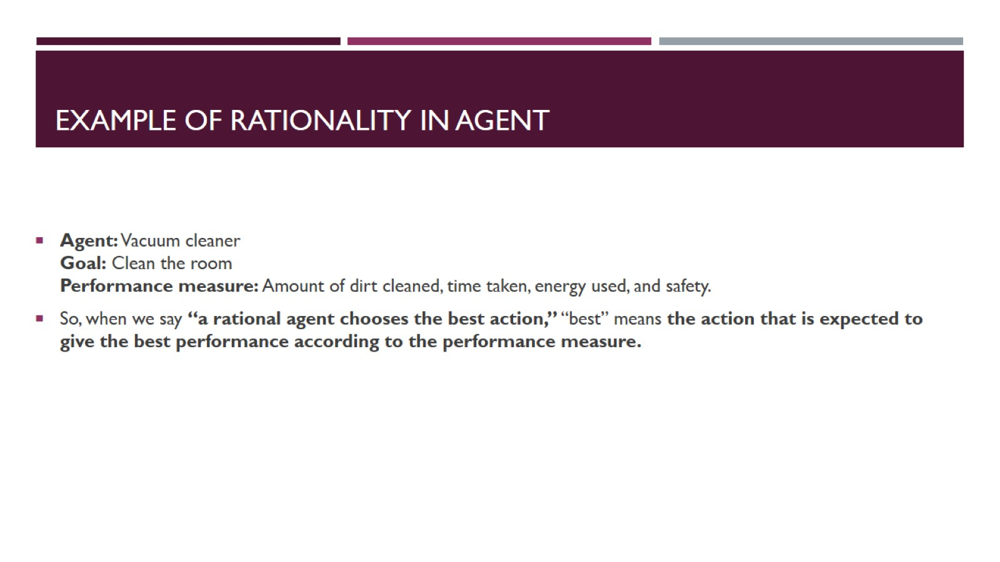 EXAMPLE OF RATIONALITY IN AGENT
Agent: Vacuum cleaner
Goal: Clean the room
Performance measure: Amount of dirt cleaned, time taken, energy used, and safety.
So, when we say “a rational agent chooses the best action,” “best” means the action that is expected to
give the best performance according to the performance measure.